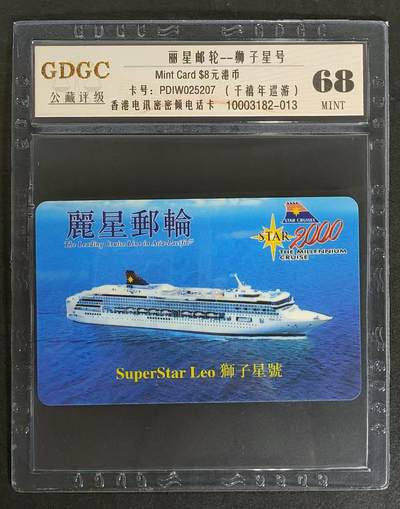 GDGC
公藏评级
丽星邮轮--狮子星号
Mint Card $8元港币
卡号: PDIW025207 (千禧年巡游)
香港电讯密密倾电话卡 10003182-013
68
MINT
麗星郵輪
The Leading Cruise Line in Asia-Pacific
STAR CRUISES
STAR 2000
THE MILLENNIUM
CRUISE
SuperStar Leo 獅子星號